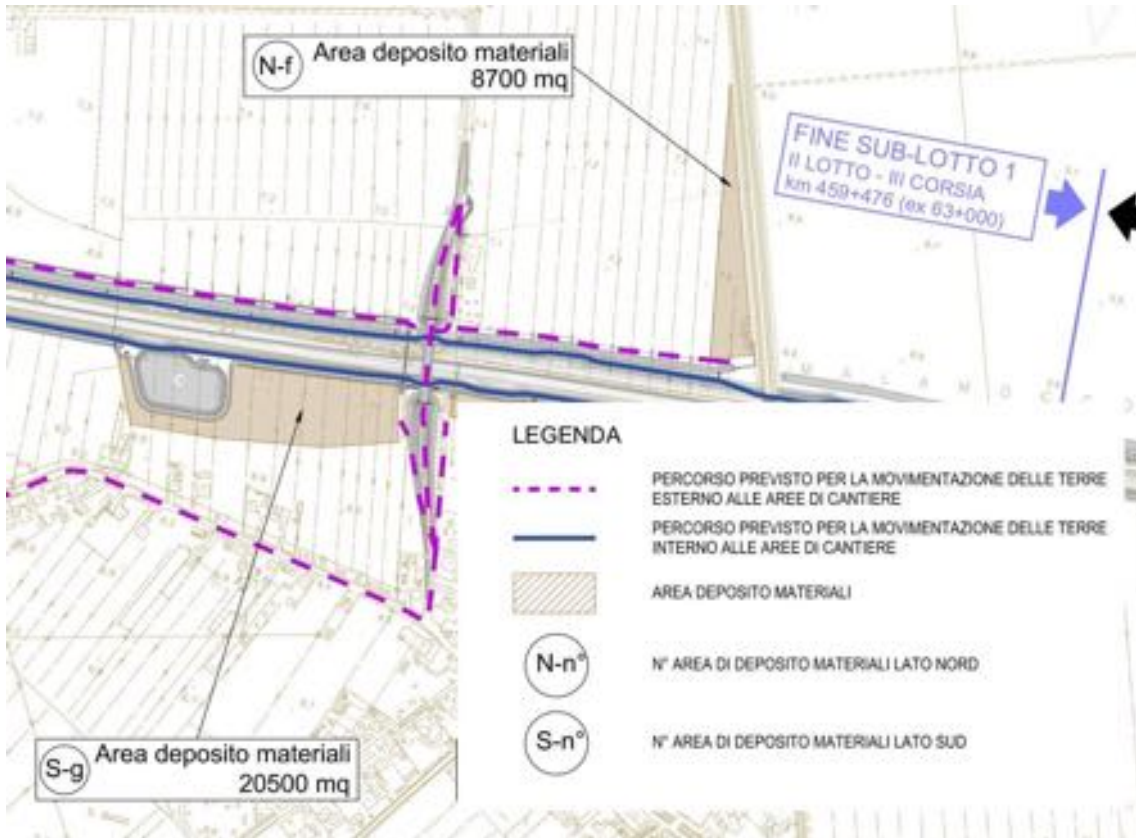 N-f
Area deposito materiali
8700 mq
FINE SUB-LOTTO 1
II LOTTO - III CORSIA
km 459+476 (ex 63+000)
LEGENDA
PERCORSO PREVISTO PER LA MOVIMENTAZIONE DELLE TERRE
ESTERNO ALLE AREE DI CANTIERE
PERCORSO PREVISTO PER LA MOVIMENTAZIONE DELLE TERRE
INTERNO ALLE AREE DI CANTIERE
AREA DEPOSITO MATERIALI
N-n°
N° AREA DI DEPOSITO MATERIALI LATO NORD
S-n°
N° AREA DI DEPOSITO MATERIALI LATO SUD
S-g
Area deposito materiali
20500 mq